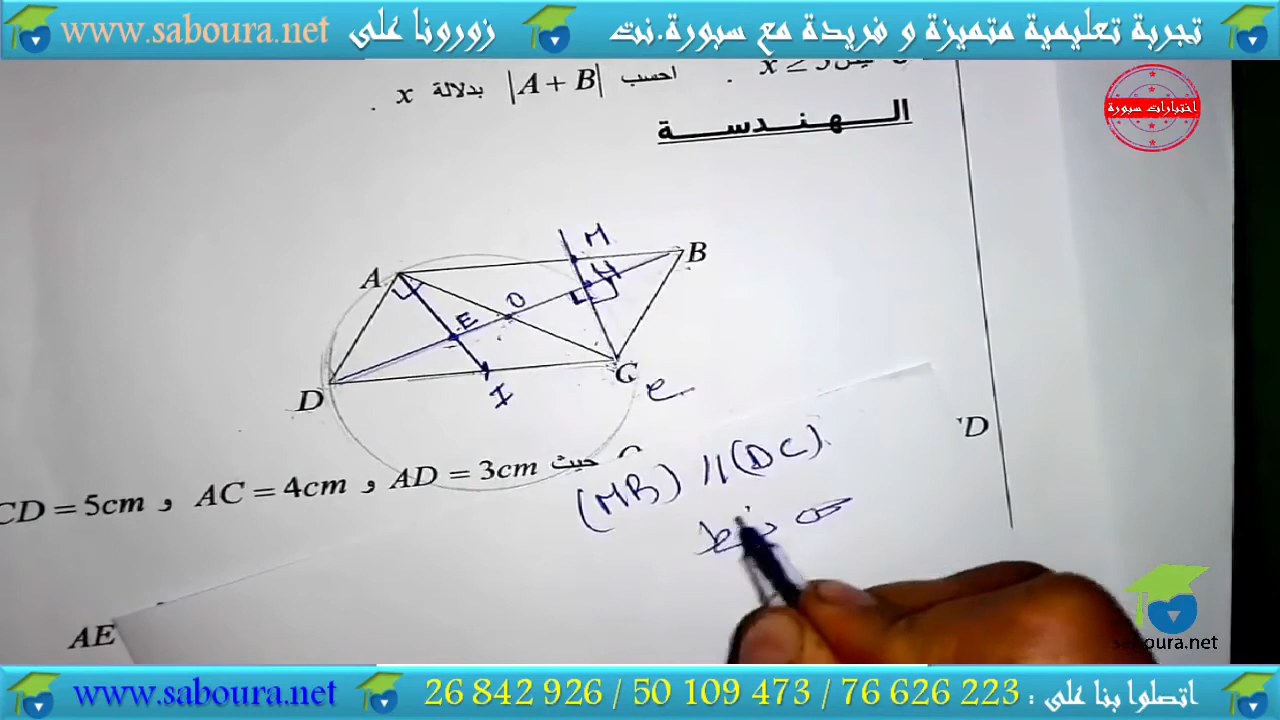 تجربة تعليمية متميزة و فريدة مع سبورة.نت زورونا على www.saboura.net
احسب |A + B| بدلالة x .
اختبارات سبورة
الـــهـــنـــدســـة
M
A
B
H
O
E
D
I
C
e
حيث AD = 3cm و AC = 4cm و CD = 5cm
(MB) // (DC)
D
AE
saboura.net
اتصلوا بنا على : 223 626 76 / 473 109 50 / 926 842 26 www.saboura.net